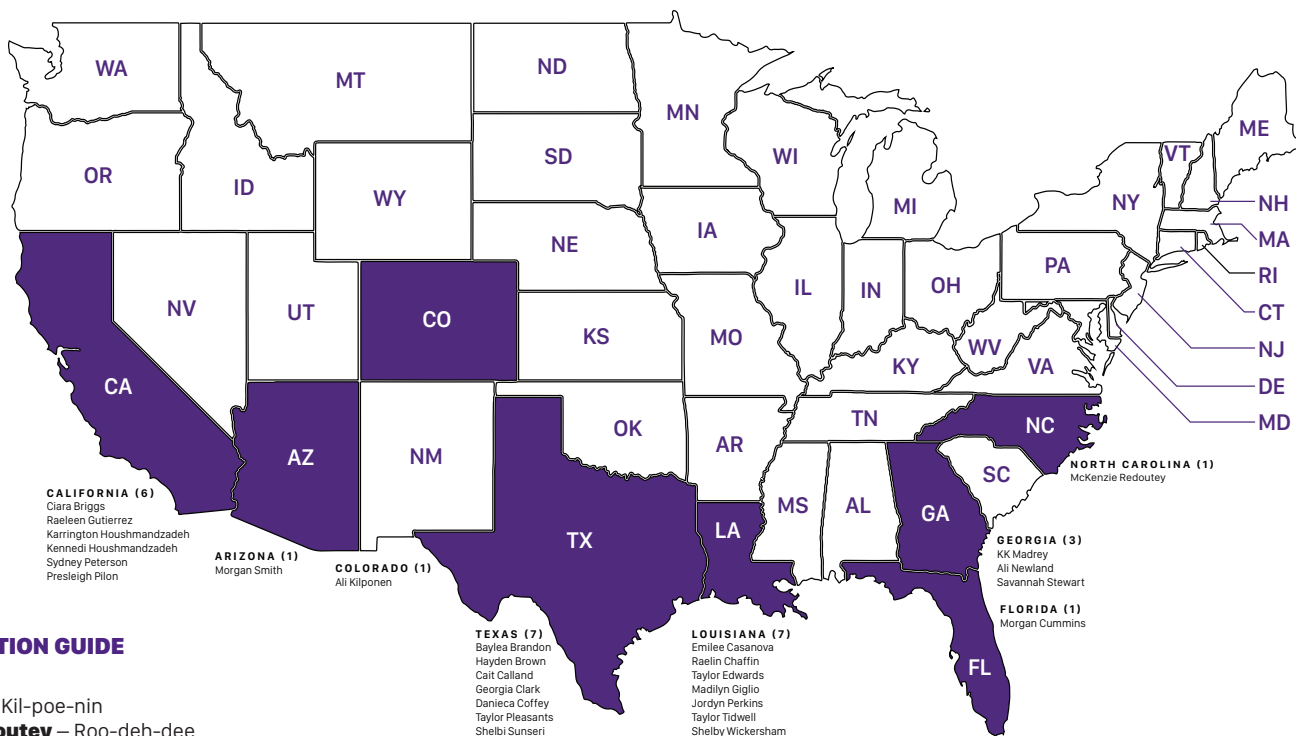 WA
MT
ND
MN
WI
MI
ME
VT
NH
OR
ID
WY
SD
IA
NE
NY
MA
RI
CT
NJ
DE
MD
PA
NV
UT
CO
KS
MO
IL
IN
OH
WV
VA
KY
CA
AZ
NM
OK
AR
TN
NC
SC
TX
LA
MS
AL
GA
FL
CALIFORNIA (6)
Ciara Briggs
Raeleen Gutierrez
Karrington Houshmandzadeh
Kennedi Houshmandzadeh
Sydney Peterson
Presleigh Pilon
ARIZONA (1)
Morgan Smith
COLORADO (1)
Ali Kilponen
TEXAS (7)
Baylea Brandon
Hayden Brown
Cait Calland
Georgia Clark
Danieca Coffey
Taylor Pleasants
Shelbi Sunseri
LOUISIANA (7)
Emilee Casanova
Raelin Chaffin
Taylor Edwards
Madilyn Giglio
Jordyn Perkins
Taylor Tidwell
Shelby Wickersham
NORTH CAROLINA (1)
McKenzie Redoutey
GEORGIA (3)
KK Madrey
Ali Newland
Savannah Stewart
FLORIDA (1)
Morgan Cummins
TION GUIDE
Kil-poe-nin
outey – Roo-deh-dee